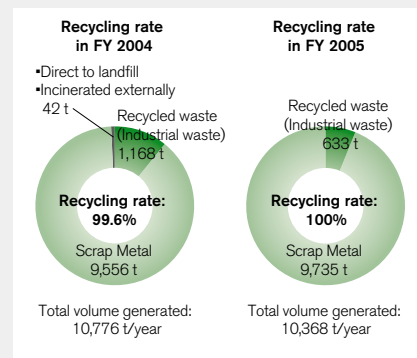 Recycling rate
in FY 2004
▪Direct to landfill
▪Incinerated externally
42 t
Recycled waste
(Industrial waste)
1,168 t
Recycling rate:
99.6%
Scrap Metal
9,556 t
Total volume generated:
10,776 t/year
Recycling rate
in FY 2005
Recycled waste
(Industrial waste)
633 t
Recycling rate:
100%
Scrap Metal
9,735 t
Total volume generated:
10,368 t/year